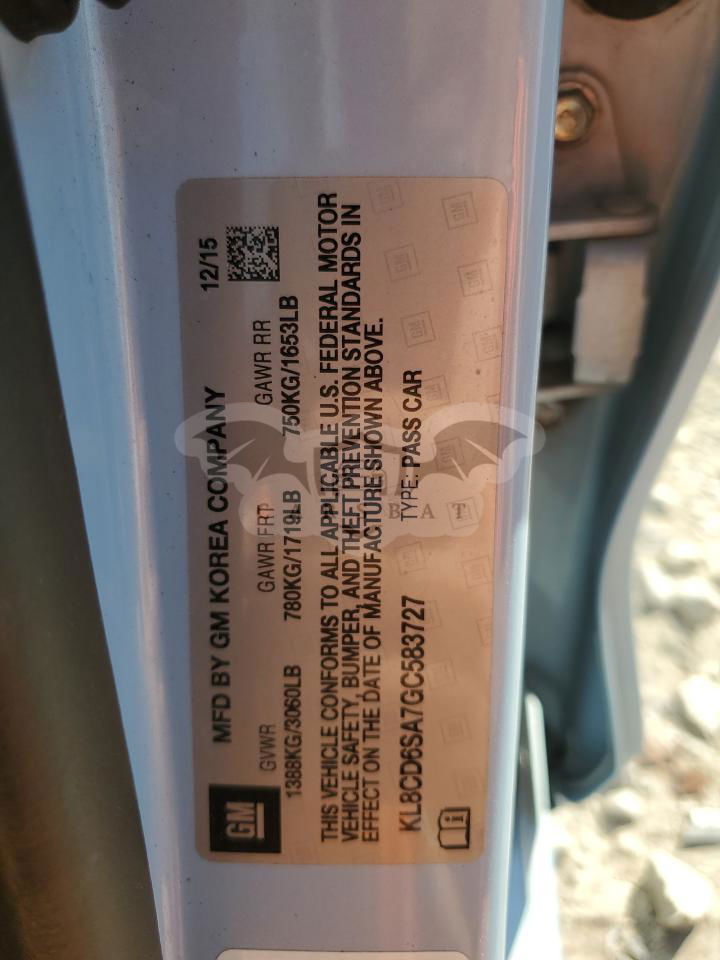 GM
MFD BY GM KOREA COMPANY 12/15
GVWR GAWR FRT GAWR RR
1388KG/3060LB 780KG/1719LB 750KG/1653LB
THIS VEHICLE CONFORMS TO ALL APPLICABLE U.S. FEDERAL MOTOR
VEHICLE SAFETY, BUMPER, AND THEFT PREVENTION STANDARDS IN
EFFECT ON THE DATE OF MANUFACTURE SHOWN ABOVE.
KL8CD6SA7GC583727 TYPE: PASS CAR